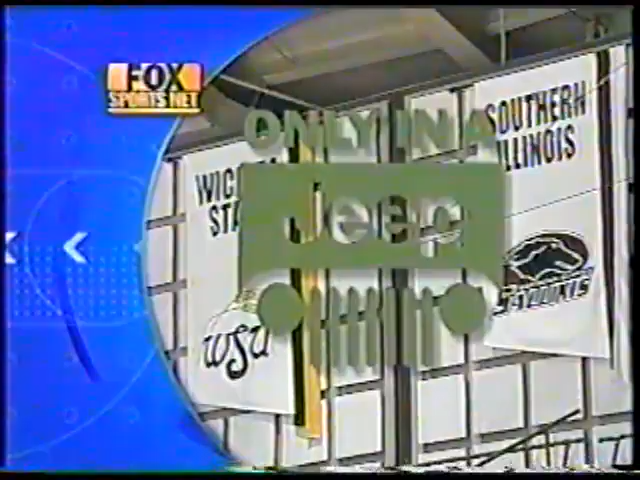 FOX
SPORTS NET
ONLY IN A
Jeep
SOUTHERN
ILLINOIS
SALUKIS
WSU